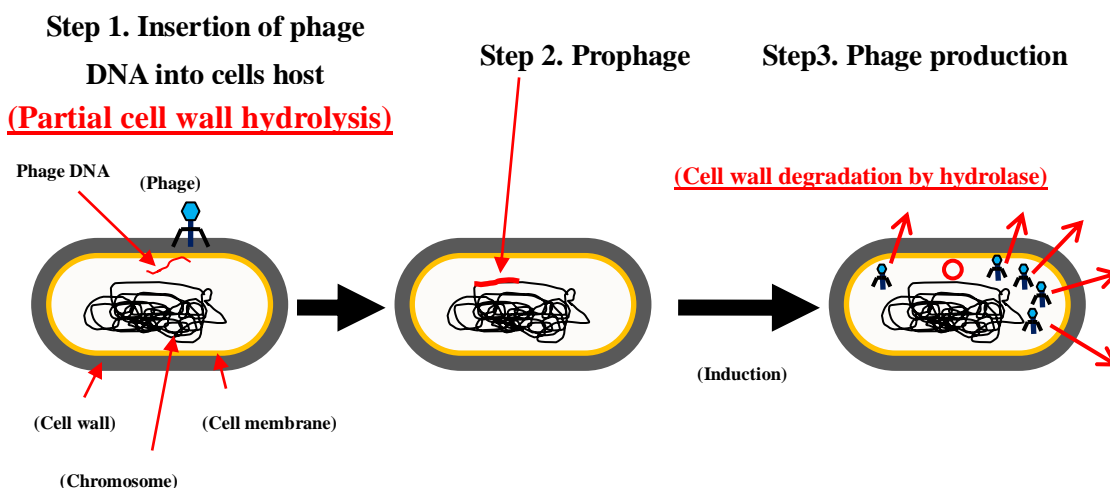 Step 1. Insertion of phage
DNA into cells host
(Partial cell wall hydrolysis)
Step 2. Prophage
Step3. Phage production
Phage DNA
(Phage)
(Cell wall degradation by hydrolase)
(Induction)
(Cell wall)
(Cell membrane)
(Chromosome)